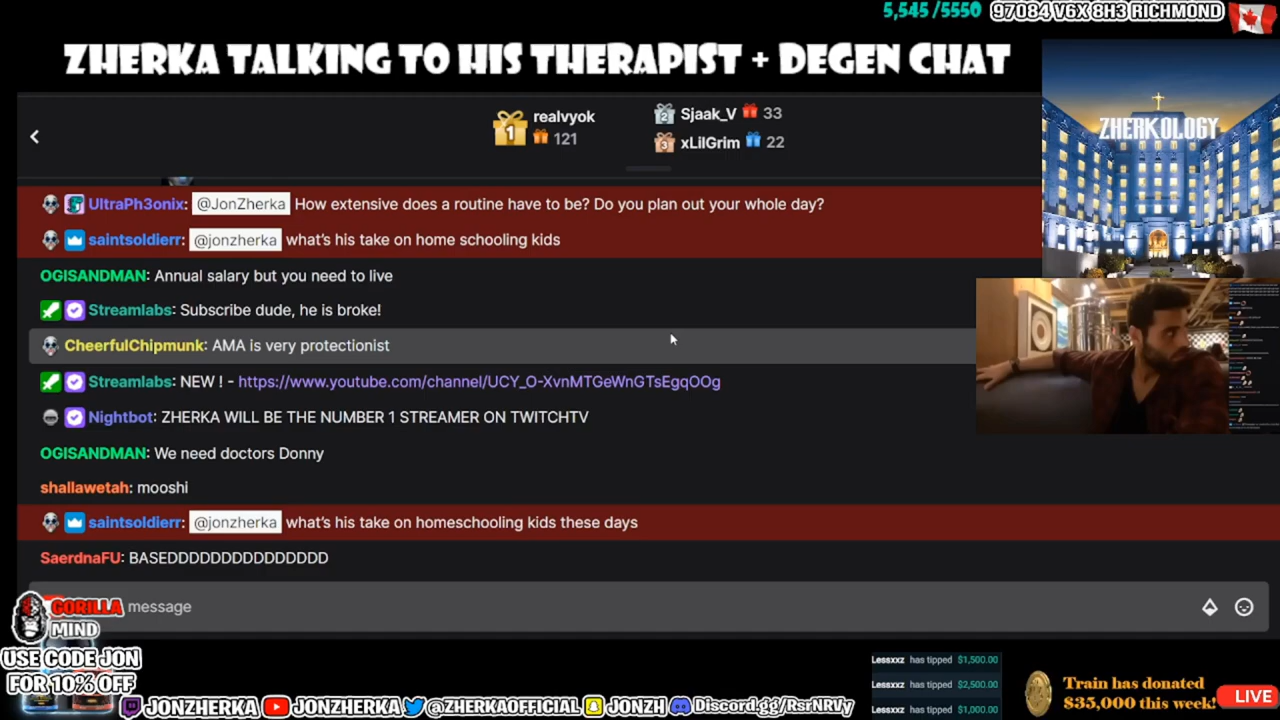 5,545 /5550
97084 V6X 8H3 RICHMOND
ZHERKA TALKING TO HIS THERAPIST + DEGEN CHAT
ZHERKOLOGY
1 realvyok
121
2 Sjaak_V 33
3 xLilGrim 22
UltraPh3onix: @JonZherka How extensive does a routine have to be? Do you plan out your whole day?
saintsoldierr: @jonzherka what's his take on home schooling kids
OGISANDMAN: Annual salary but you need to live
Streamlabs: Subscribe dude, he is broke!
CheerfulChipmunk: AMA is very protectionist
Streamlabs: NEW ! - https://www.youtube.com/channel/UCY_O-XvnMTGeWnGTsEgqOOg
Nightbot: ZHERKA WILL BE THE NUMBER 1 STREAMER ON TWITCHTV
OGISANDMAN: We need doctors Donny
shallawetah: mooshi
saintsoldierr: @jonzherka what's his take on homeschooling kids these days
SaerdnaFU: BASEDDDDDDDDDDDDDDD
message
GORILLA
MIND
USE CODE JON
FOR 10% OFF
JONZHERKA JONZHERKA @ZHERKAOFFICIAL JONZH Discord.gg/RsrNRVy
Lessxxz has tipped $1,500.00
Lessxxz has tipped $2,500.00
Lessxxz has tipped $1,000.00
Train has donated
$35,000 this week!
LIVE